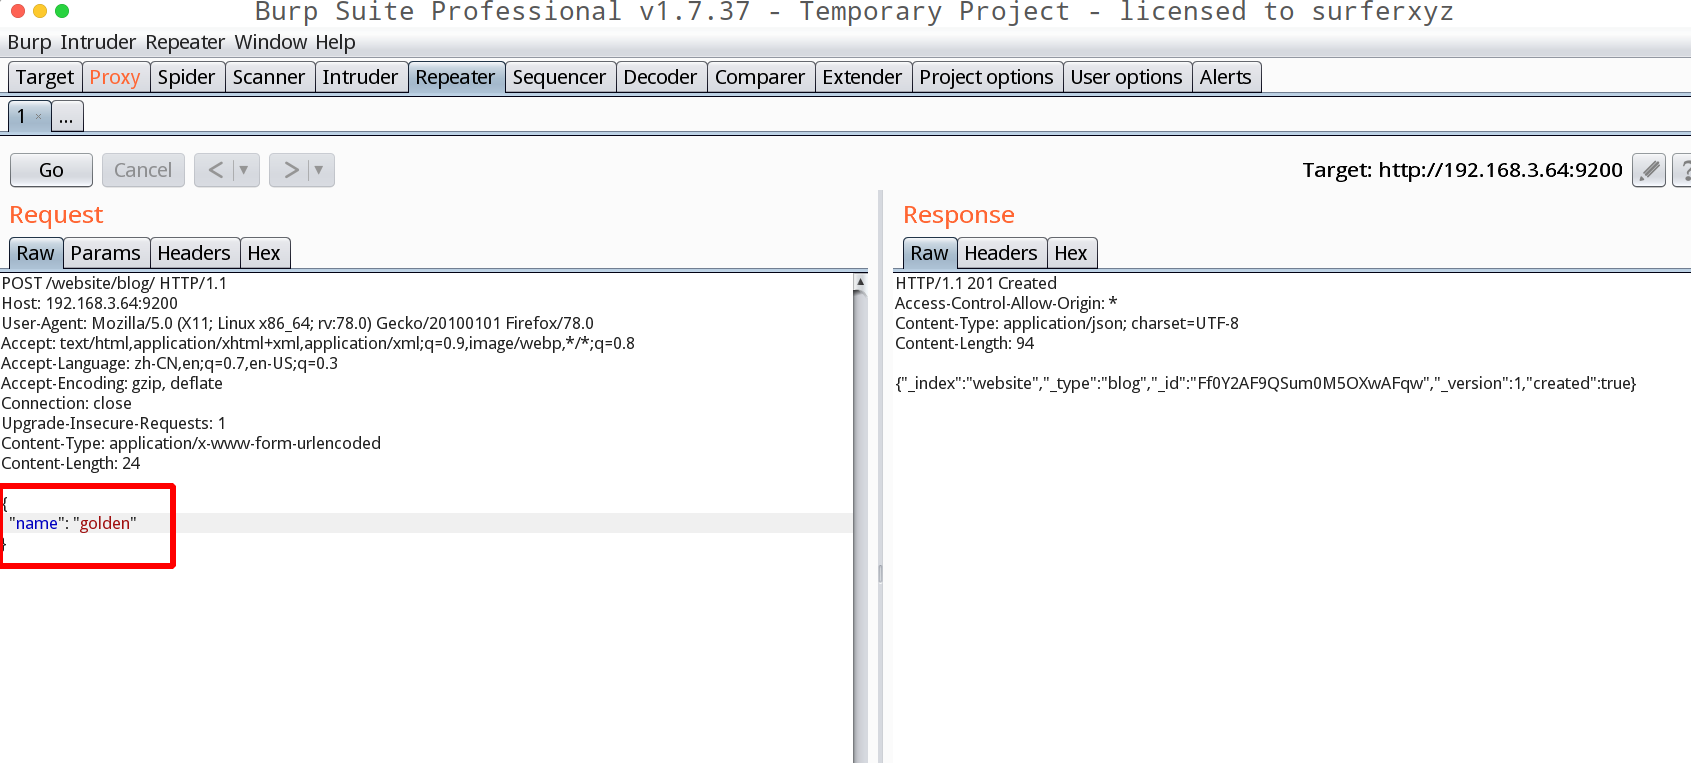 Burp Suite Professional v1.7.37 - Temporary Project - licensed to surferxyz
Burp Intruder Repeater Window Help
Target Proxy Spider Scanner Intruder Repeater Sequencer Decoder Comparer Extender Project options User options Alerts
1 × ...
Go Cancel < > Target: http://192.168.3.64:9200 ?
Request
Raw Params Headers Hex
POST /website/blog/ HTTP/1.1
Host: 192.168.3.64:9200
User-Agent: Mozilla/5.0 (X11; Linux x86_64; rv:78.0) Gecko/20100101 Firefox/78.0
Accept: text/html,application/xhtml+xml,application/xml;q=0.9,image/webp,*/*;q=0.8
Accept-Language: zh-CN,en;q=0.7,en-US;q=0.3
Accept-Encoding: gzip, deflate
Connection: close
Upgrade-Insecure-Requests: 1
Content-Type: application/x-www-form-urlencoded
Content-Length: 24
{
"name": "golden"
}
Response
Raw Headers Hex
HTTP/1.1 201 Created
Access-Control-Allow-Origin: *
Content-Type: application/json; charset=UTF-8
Content-Length: 94
{"_index":"website","_type":"blog","_id":"Ff0Y2AF9QSum0M5OXwAFqw","_version":1,"created":true}